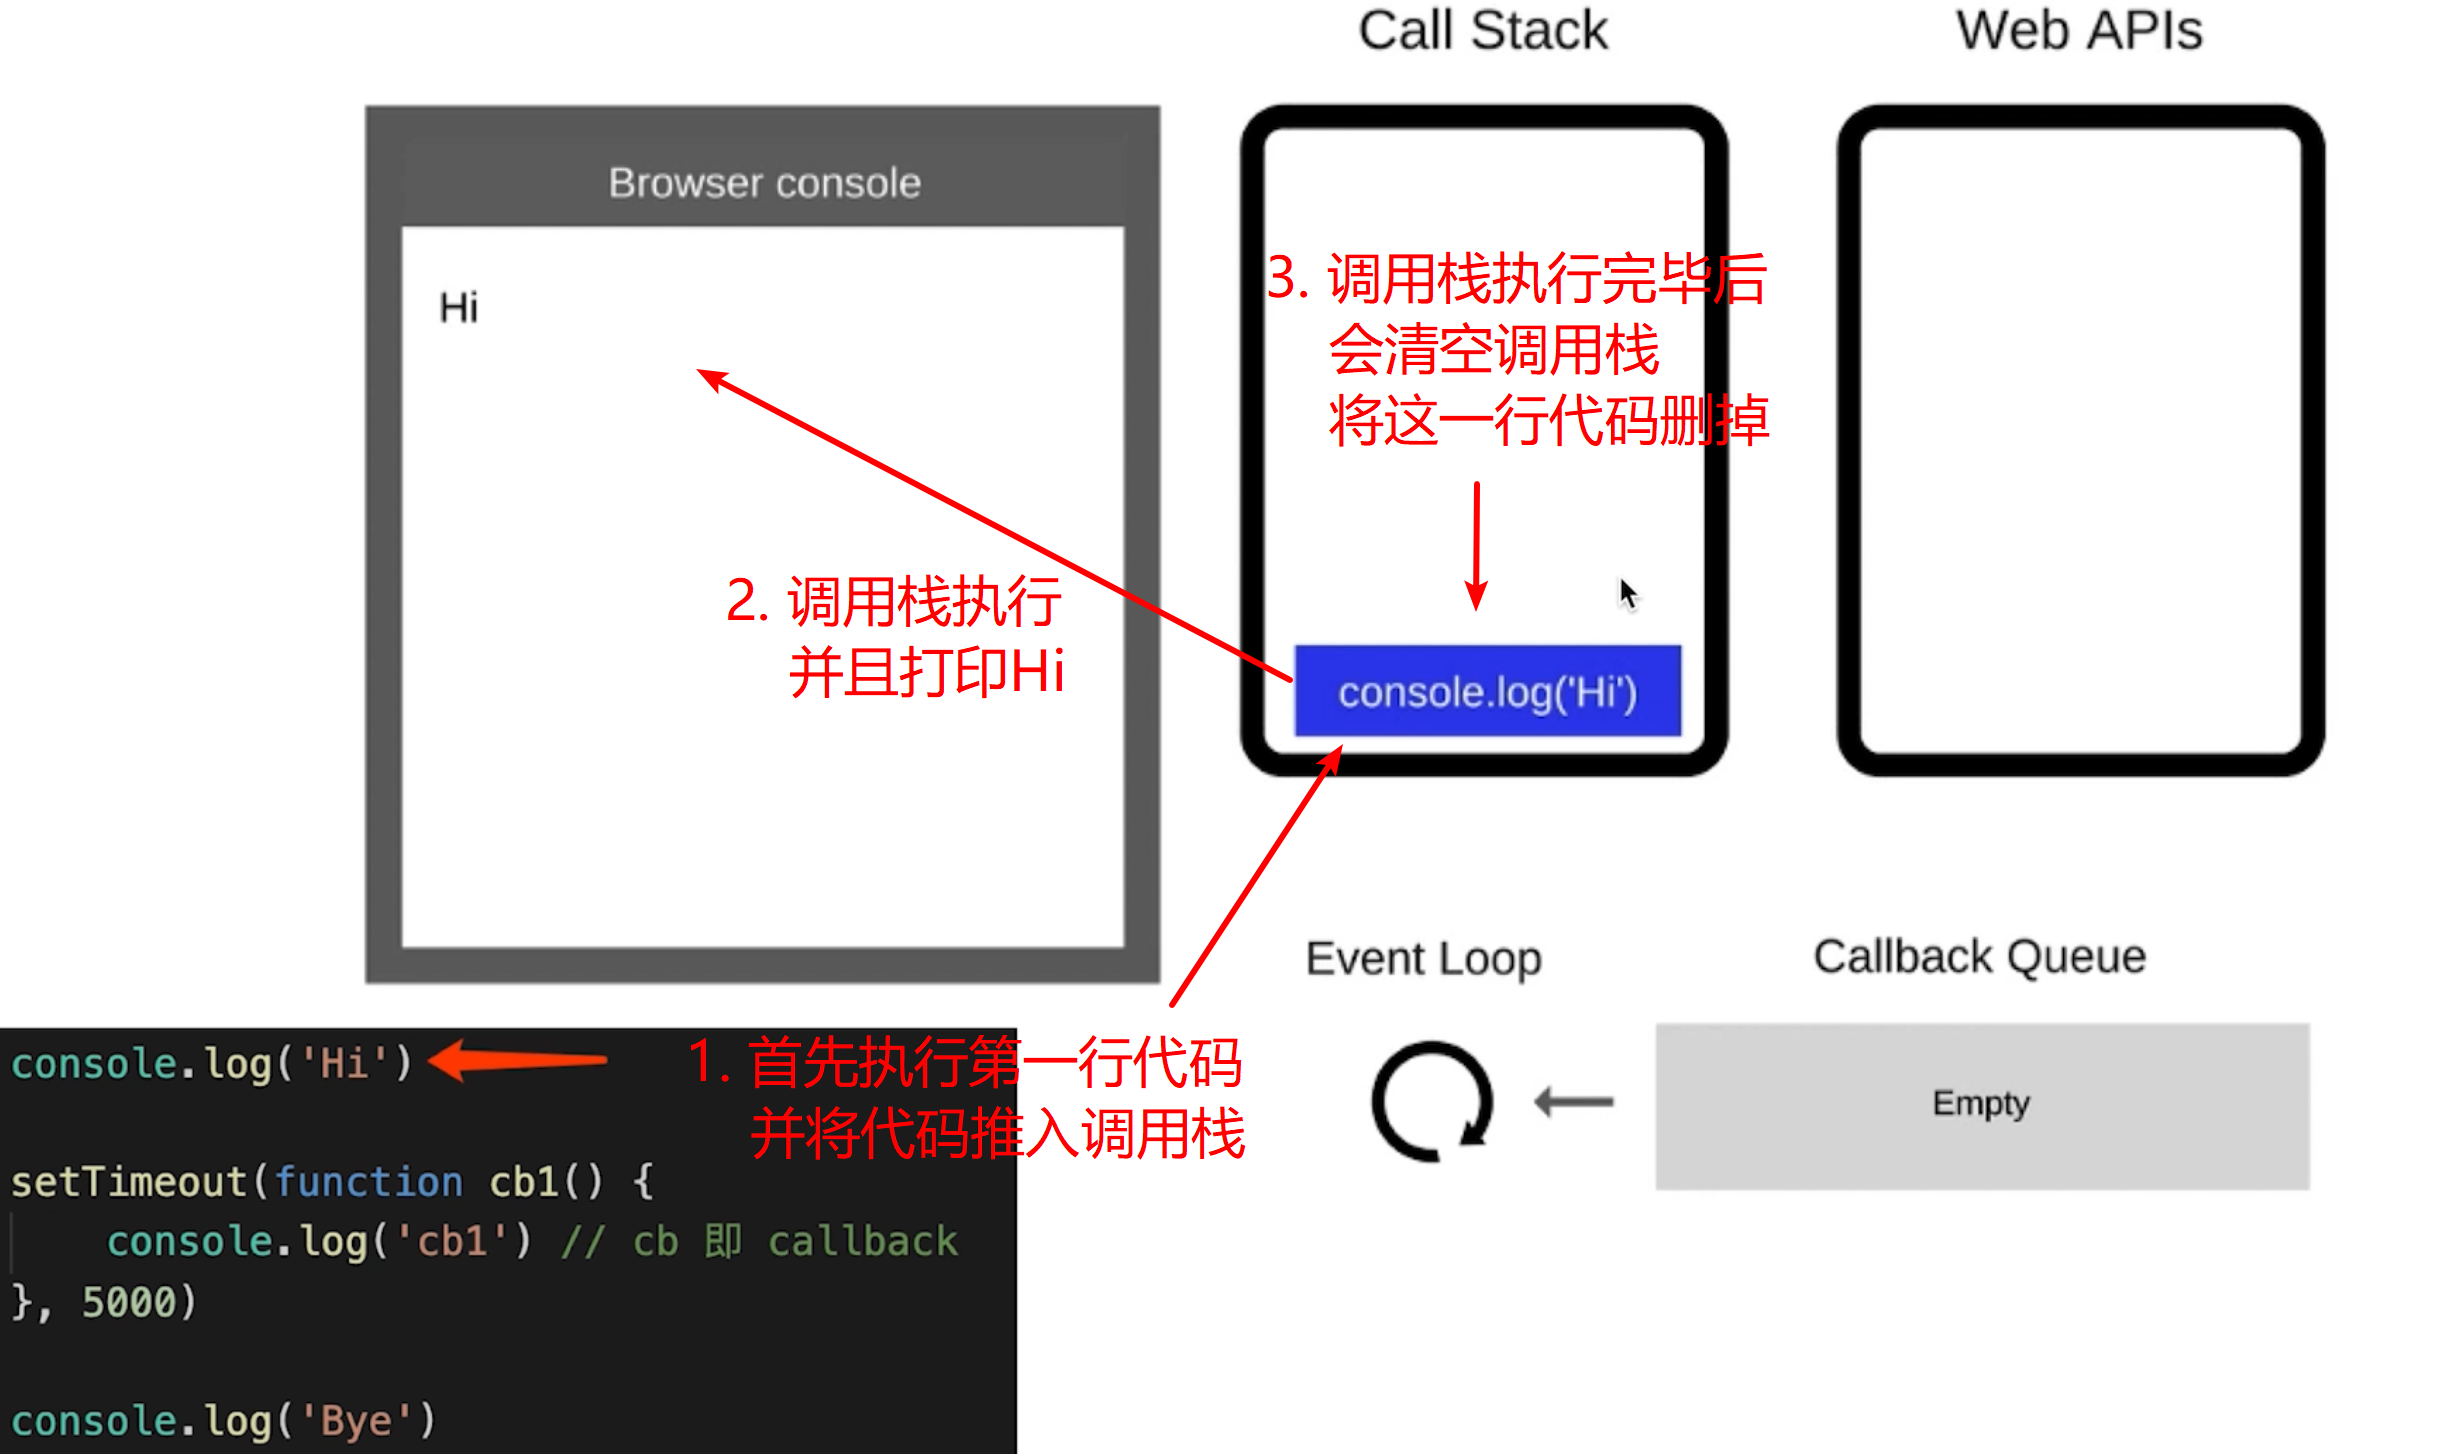 Call Stack
Web APIs
Browser console
Hi
3. 调用栈执行完毕后
会清空调用栈
将这一行代码删掉
2. 调用栈执行
并且打印Hi
console.log('Hi')
Event Loop
Callback Queue
Empty
1. 首先执行第一行代码
并将代码推入调用栈
console.log('Hi')
setTimeout(function cb1() {
    console.log('cb1') // cb 即 callback
}, 5000)
console.log('Bye')